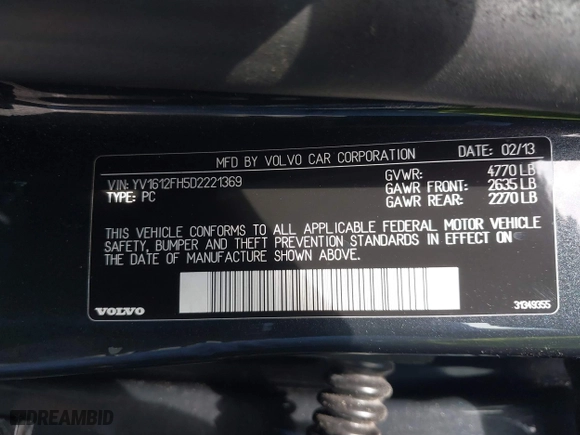 MFD BY VOLVO CAR CORPORATION 02/13
VIN: YV1612FH5D2221369
TYPE: PC
GVWR: 4770 LB
GAWR FRONT: 2635 LB
GAWR REAR: 2270 LB
THIS VEHICLE CONFORMS TO ALL APPLICABLE FEDERAL MOTOR VEHICLE
SAFETY, BUMPER AND THEFT PREVENTION STANDARDS IN EFFECT ON
THE DATE OF MANUFACTURE SHOWN ABOVE.
VOLVO
31349355
DREAMBID